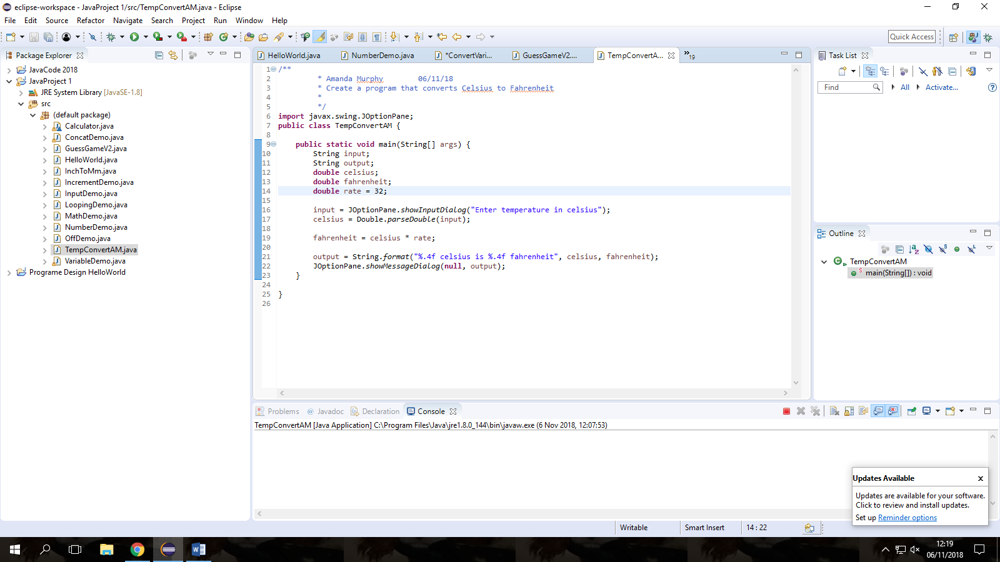 eclipse-workspace - JavaProject 1/src/TempConvertAM.java - Eclipse
File Edit Source Refactor Navigate Search Project Run Window Help
Quick Access
Package Explorer
JavaCode 2018
JavaProject 1
JRE System Library [JavaSE-1.8]
src
(default package)
Calculator.java
ConcatDemo.java
GuessGameV2.java
HelloWorld.java
InchToMm.java
IncrementDemo.java
InputDemo.java
LoopingDemo.java
MathDemo.java
NumberDemo.java
OffDemo.java
TempConvertAM.java
VariableDemo.java
Programe Design HelloWorld
HelloWorld.java NumberDemo.java *ConvertVari... GuessGameV2.... TempConvertA... »19
1 /**
2 * Amanda Murphy 06/11/18
3 * Create a program that converts Celsius to Fahrenheit
4 *
5 */
6 import javax.swing.JOptionPane;
7 public class TempConvertAM {
8
9 public static void main(String[] args) {
10 String input;
11 String output;
12 double celsius;
13 double fahrenheit;
14 double rate = 32;
15
16 input = JOptionPane.showInputDialog("Enter temperature in celsius");
17 celsius = Double.parseDouble(input);
18
19 fahrenheit = celsius * rate;
20
21 output = String.format("%.4f celsius is %.4f fahrenheit", celsius, fahrenheit);
22 JOptionPane.showMessageDialog(null, output);
23 }
24
25 }
26
Task List
Find All Activate...
Outline
TempConvertAM
main(String[]) : void
Problems Javadoc Declaration Console
TempConvertAM [Java Application] C:\Program Files\Java\jre1.8.0_144\bin\javaw.exe (6 Nov 2018, 12:07:53)
Updates Available x
Updates are available for your software.
Click to review and install updates.
Set up Reminder options
Writable Smart Insert 14 : 22
12:19
06/11/2018